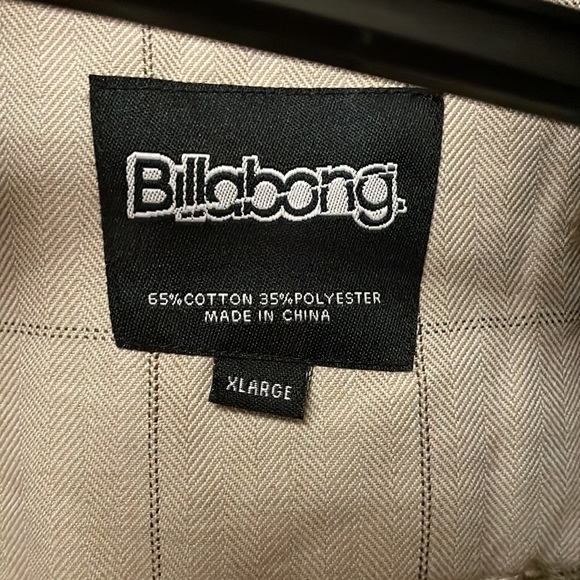 Billabong.
65%COTTON 35%POLYESTER
MADE IN CHINA
XLARGE